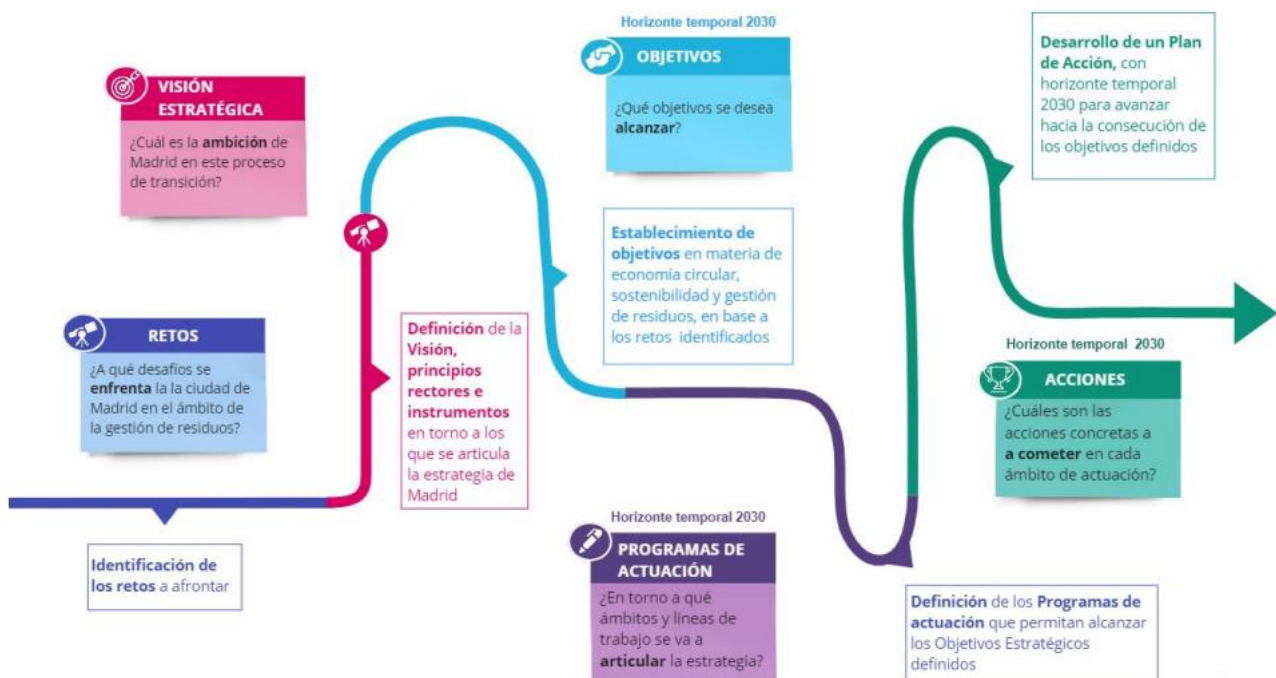 RETOS
¿A qué desafíos se
enfrenta la la ciudad de
Madrid en el ámbito de
la gestión de residuos?
Identificación de
los retos a afrontar
VISIÓN
ESTRATÉGICA
¿Cuál es la ambición de
Madrid en este proceso
de transición?
Definición de la
Visión,
principios
rectores e
instrumentos
en torno a los
que se articula
la estrategia de
Madrid
Horizonte temporal 2030
OBJETIVOS
¿Qué objetivos se desea
alcanzar?
Establecimiento de
objetivos en materia de
economía circular,
sostenibilidad y gestión
de residuos, en base a
los retos identificados
Horizonte temporal 2030
PROGRAMAS DE
ACTUACIÓN
¿En torno a qué
ámbitos y líneas de
trabajo se va a
articular la estrategia?
Definición de los Programas de
actuación que permitan alcanzar
los Objetivos Estratégicos
definidos
Horizonte temporal 2030
ACCIONES
¿Cuáles son las
acciones concretas a
a cometer en cada
ámbito de actuación?
Desarrollo de un Plan
de Acción, con
horizonte temporal
2030 para avanzar
hacia la consecución de
los objetivos definidos